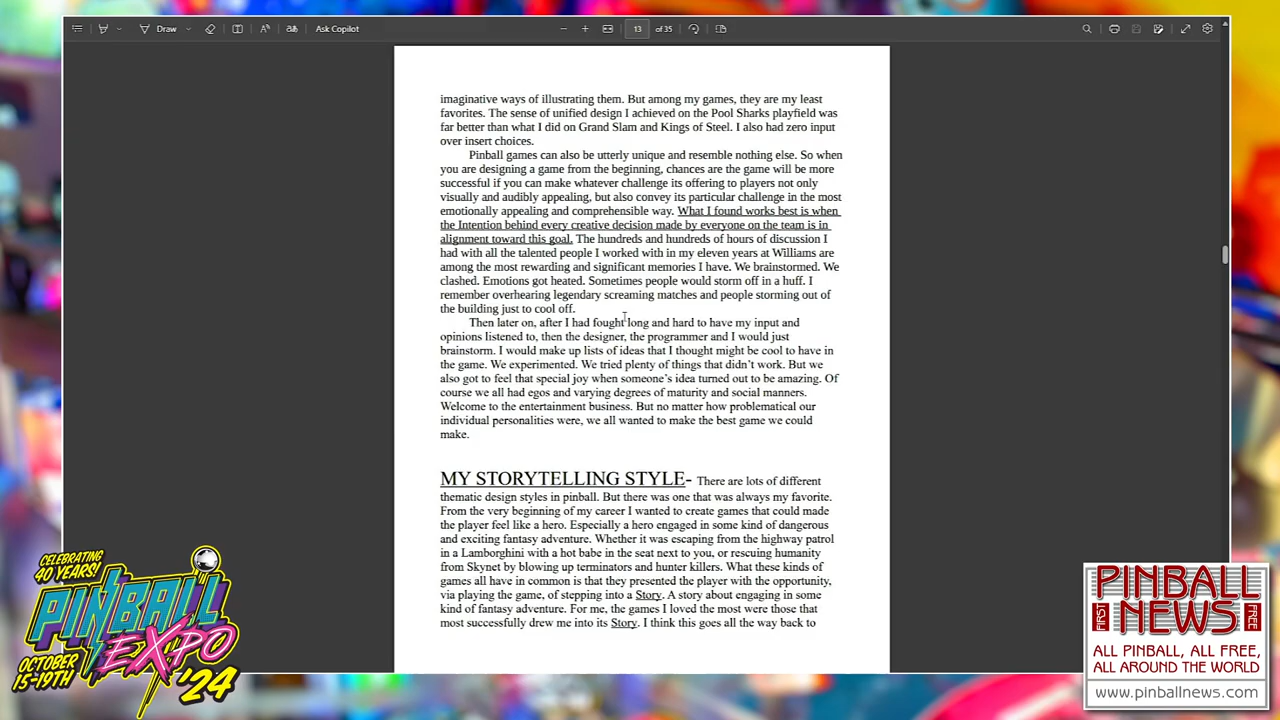 Draw
Ask Copilot
13 of 35
imaginative ways of illustrating them. But among my games, they are my least
favorites. The sense of unified design I achieved on the Pool Sharks playfield was
far better than what I did on Grand Slam and Kings of Steel. I also had zero input
over insert choices.
Pinball games can also be utterly unique and resemble nothing else. So when
you are designing a game from the beginning, chances are the game will be more
successful if you can make whatever challenge its offering to players not only
visually and audibly appealing, but also convey its particular challenge in the most
emotionally appealing and comprehensible way. What I found works best is when
the Intention behind every creative decision made by everyone on the team is in
alignment toward this goal. The hundreds and hundreds of hours of discussion I
had with all the talented people I worked with in my eleven years at Williams are
among the most rewarding and significant memories I have. We brainstormed. We
clashed. Emotions got heated. Sometimes people would storm off in a huff. I
remember overhearing legendary screaming matches and people storming out of
the building just to cool off.
Then later on, after I had fought long and hard to have my input and
opinions listened to, then the designer, the programmer and I would just
brainstorm. I would make up lists of ideas that I thought might be cool to have in
the game. We experimented. We tried plenty of things that didn't work. But we
also got to feel that special joy when someone's idea turned out to be amazing. Of
course we all had egos and varying degrees of maturity and social manners.
Welcome to the entertainment business. But no matter how problematical our
individual personalities were, we all wanted to make the best game we could
make.
MY STORYTELLING STYLE- There are lots of different
thematic design styles in pinball. But there was one that was always my favorite.
From the very beginning of my career I wanted to create games that could made
the player feel like a hero. Especially a hero engaged in some kind of dangerous
and exciting fantasy adventure. Whether it was escaping from the highway patrol
in a Lamborghini with a hot babe in the seat next to you, or rescuing humanity
from Skynet by blowing up terminators and hunter killers. What these kinds of
games all have in common is that they presented the player with the opportunity,
via playing the game, of stepping into a Story. A story about engaging in some
kind of fantasy adventure. For me, the games I loved the most were those that
most successfully drew me into its Story. I think this goes all the way back to
CELEBRATING
40 YEARS!
PINBALL
EXPO
OCTOBER
15-19TH
'24
PINBALL
FIRST
NEWS
FREE
ALL PINBALL, ALL FREE,
ALL AROUND THE WORLD
www.pinballnews.com